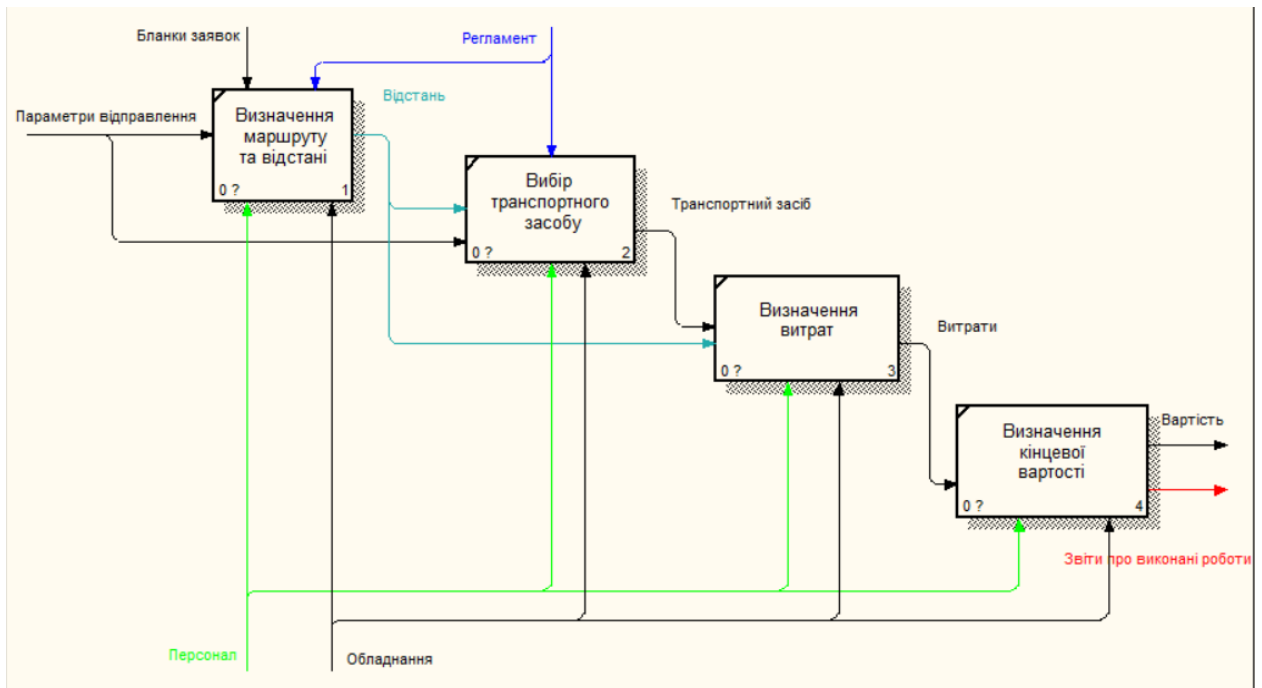 Бланки заявок
Регламент
Параметри відправлення
Визначення
маршруту
та відстані
0 ?
1
Відстань
Вибір
транспортного
засобу
0 ?
2
Транспортний засіб
Визначення
витрат
0 ?
3
Витрати
Визначення
кінцевої
вартості
0 ?
4
Вартість
Звіти про виконані роботи
Персонал
Обладнання